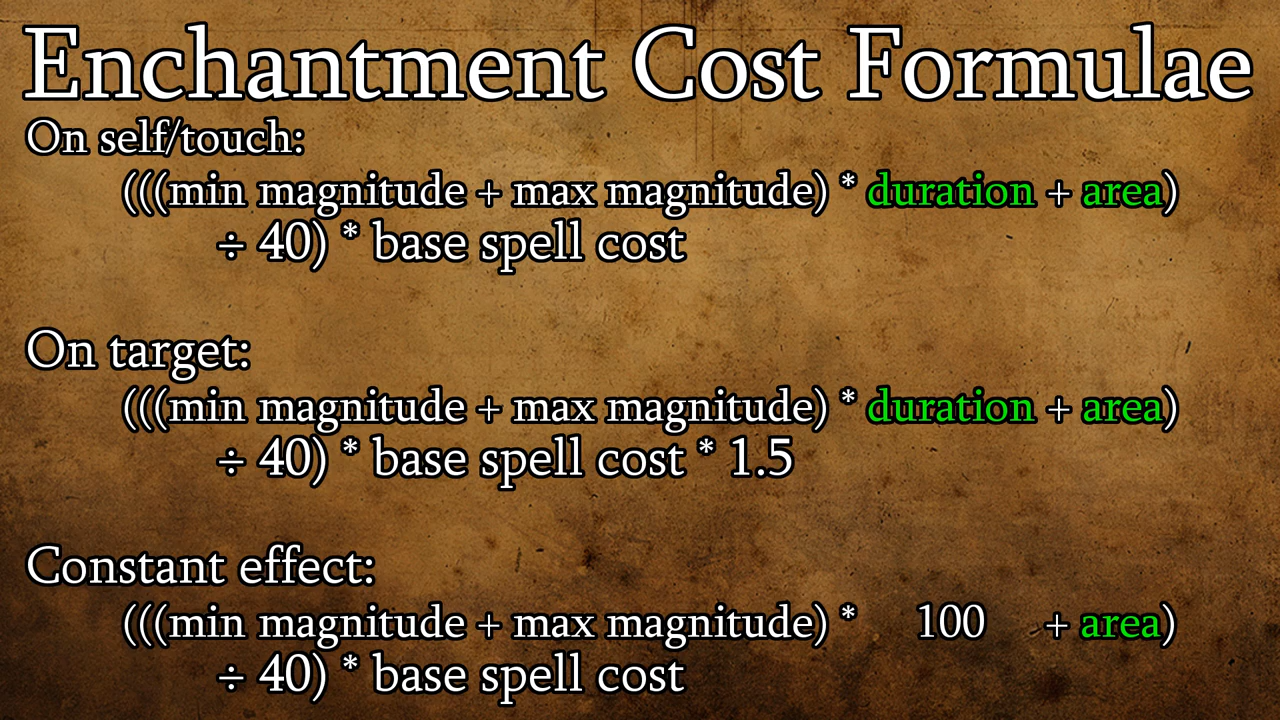 Enchantment Cost Formulae
On self/touch:
(((min magnitude + max magnitude) * duration + area)
÷ 40) * base spell cost
On target:
(((min magnitude + max magnitude) * duration + area)
÷ 40) * base spell cost * 1.5
Constant effect:
(((min magnitude + max magnitude) * 100 + area)
÷ 40) * base spell cost